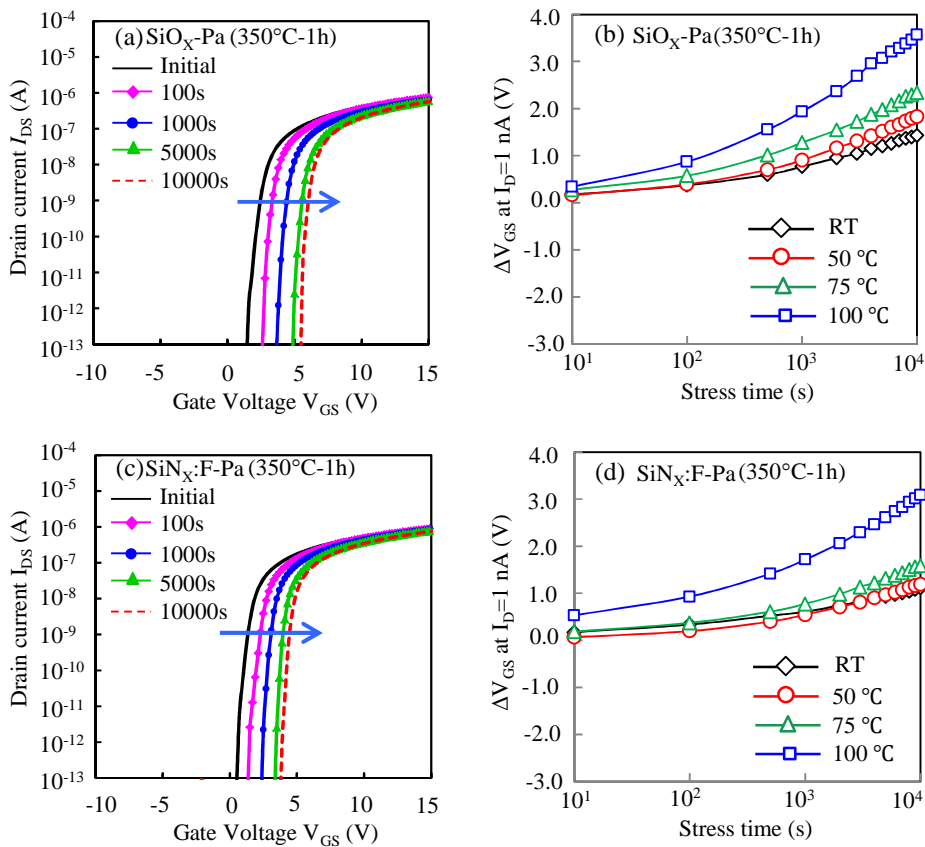 (a) SiOX-Pa (350°C-1h)
10-4
10-5
10-6
10-7
10-8
10-9
10-10
10-11
10-12
10-13
Drain current IDS (A)
Initial
100s
1000s
5000s
10000s
-10 -5 0 5 10 15
Gate Voltage VGS (V)
(b) SiOX-Pa (350°C-1h)
4.0
3.0
2.0
1.0
0.0
-1.0
-2.0
-3.0
ΔVGS at ID=1 nA (V)
RT
50 ℃
75 ℃
100 ℃
101 102 103 104
Stress time (s)
(c) SiNX:F-Pa (350°C-1h)
10-4
10-5
10-6
10-7
10-8
10-9
10-10
10-11
10-12
10-13
Drain current IDS (A)
Initial
100s
1000s
5000s
10000s
-10 -5 0 5 10 15
Gate Voltage VGS (V)
(d) SiNX:F-Pa (350°C-1h)
4.0
3.0
2.0
1.0
0.0
-1.0
-2.0
-3.0
ΔVGS at ID=1 nA (V)
RT
50 ℃
75 ℃
100 ℃
101 102 103 104
Stress time (s)